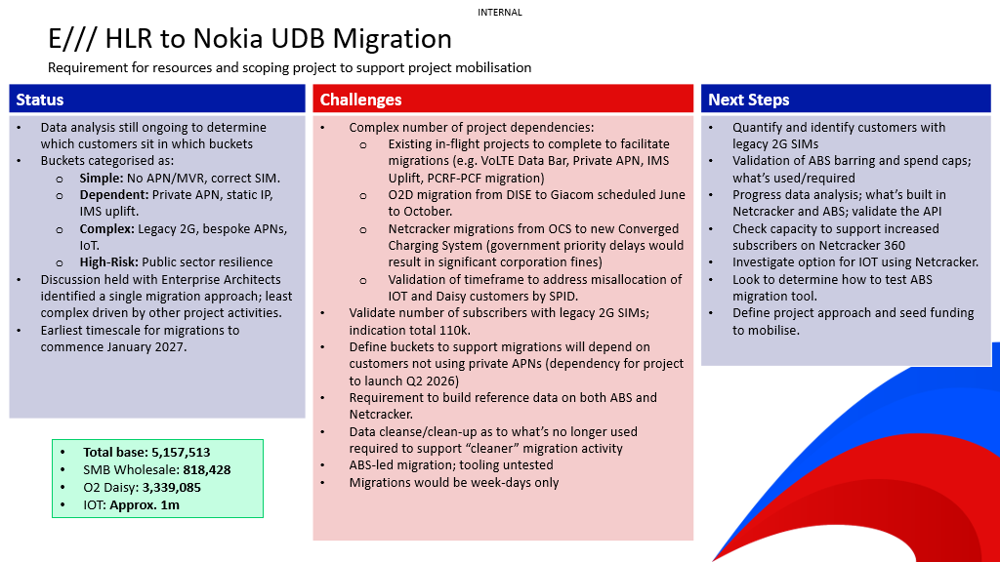 INTERNAL
E/// HLR to Nokia UDB Migration
Requirement for resources and scoping project to support project mobilisation
Status
• Data analysis still ongoing to determine
which customers sit in which buckets
• Buckets categorised as:
o Simple: No APN/MVR, correct SIM.
o Dependent: Private APN, static IP,
IMS uplift.
o Complex: Legacy 2G, bespoke APNs,
IoT.
o High-Risk: Public sector resilience
• Discussion held with Enterprise Architects
identified a single migration approach; least
complex driven by other project activities.
• Earliest timescale for migrations to
commence January 2027.
• Total base: 5,157,513
• SMB Wholesale: 818,428
• O2 Daisy: 3,339,085
• IOT: Approx. 1m
Challenges
• Complex number of project dependencies:
o Existing in-flight projects to complete to facilitate
migrations (e.g. VoLTE Data Bar, Private APN, IMS
Uplift, PCRF-PCF migration)
o O2D migration from DISE to Giacom scheduled June
to October.
o Netcracker migrations from OCS to new Converged
Charging System (government priority delays would
result in significant corporation fines)
o Validation of timeframe to address misallocation of
IOT and Daisy customers by SPID.
• Validate number of subscribers with legacy 2G SIMs;
indication total 110k.
• Define buckets to support migrations will depend on
customers not using private APNs (dependency for project
to launch Q2 2026)
• Requirement to build reference data on both ABS and
Netcracker.
• Data cleanse/clean-up as to what's no longer used
required to support “cleaner” migration activity
• ABS-led migration; tooling untested
• Migrations would be week-days only
Next Steps
• Quantify and identify customers with
legacy 2G SIMs
• Validation of ABS barring and spend caps;
what's used/required
• Progress data analysis; what's built in
Netcracker and ABS; validate the API
• Check capacity to support increased
subscribers on Netcracker 360
• Investigate option for IOT using Netcracker.
• Look to determine how to test ABS
migration tool.
• Define project approach and seed funding
to mobilise.